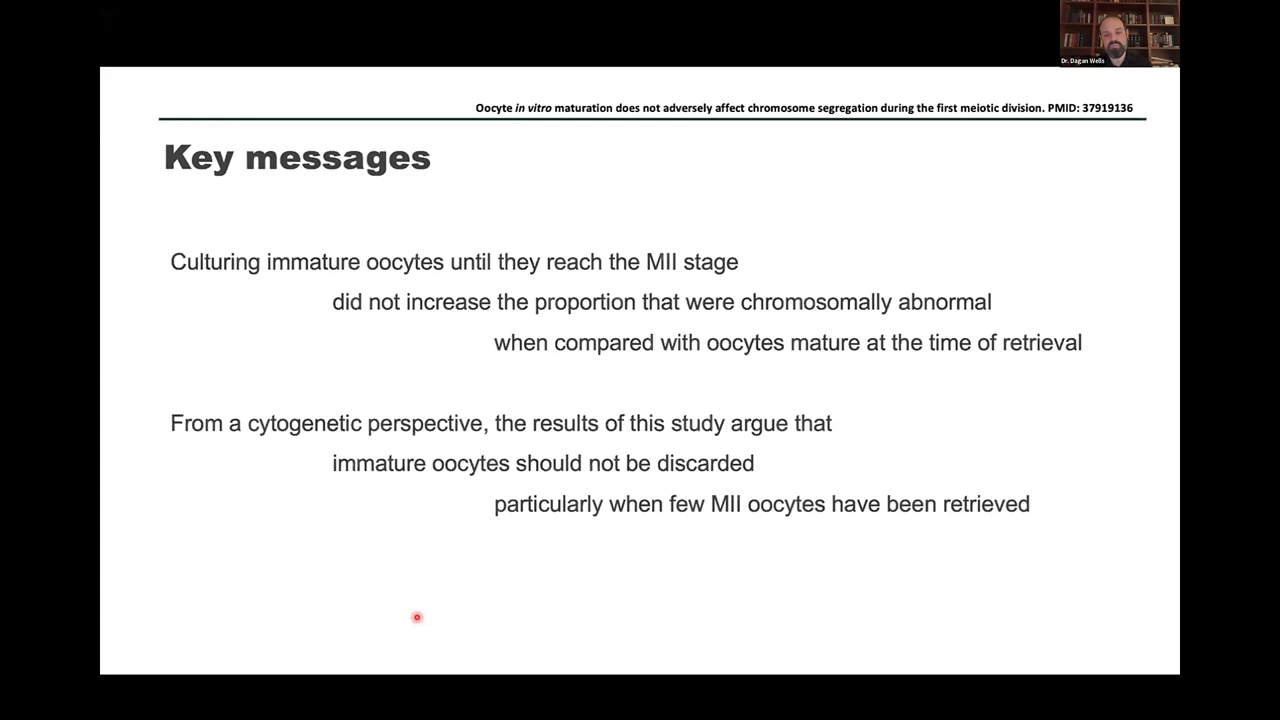 Dr. Dagan Wells
Oocyte in vitro maturation does not adversely affect chromosome segregation during the first meiotic division. PMID: 37919136
Key messages
Culturing immature oocytes until they reach the MII stage
did not increase the proportion that were chromosomally abnormal
when compared with oocytes mature at the time of retrieval
From a cytogenetic perspective, the results of this study argue that
immature oocytes should not be discarded
particularly when few MII oocytes have been retrieved